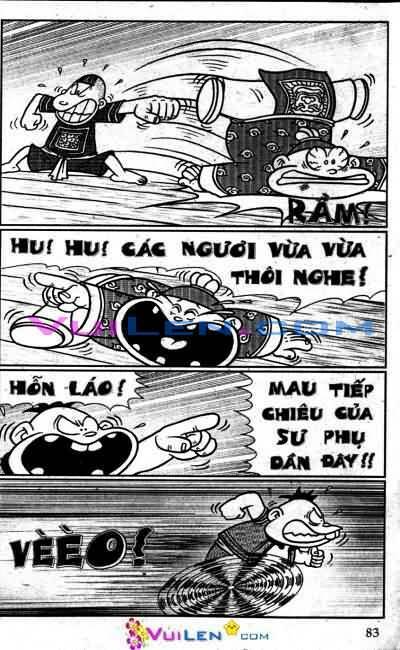 RẦM!
HU! HU! CÁC NGƯƠI VỪA VỪA
THÔI NGHE!
VuiLen.com
HỖN LÁO!
MAU TIẾP
CHIÊU CỦA
SƯ PHỤ
DẦN ĐÂY!!
VÈÈO!
83
VuiLen.com